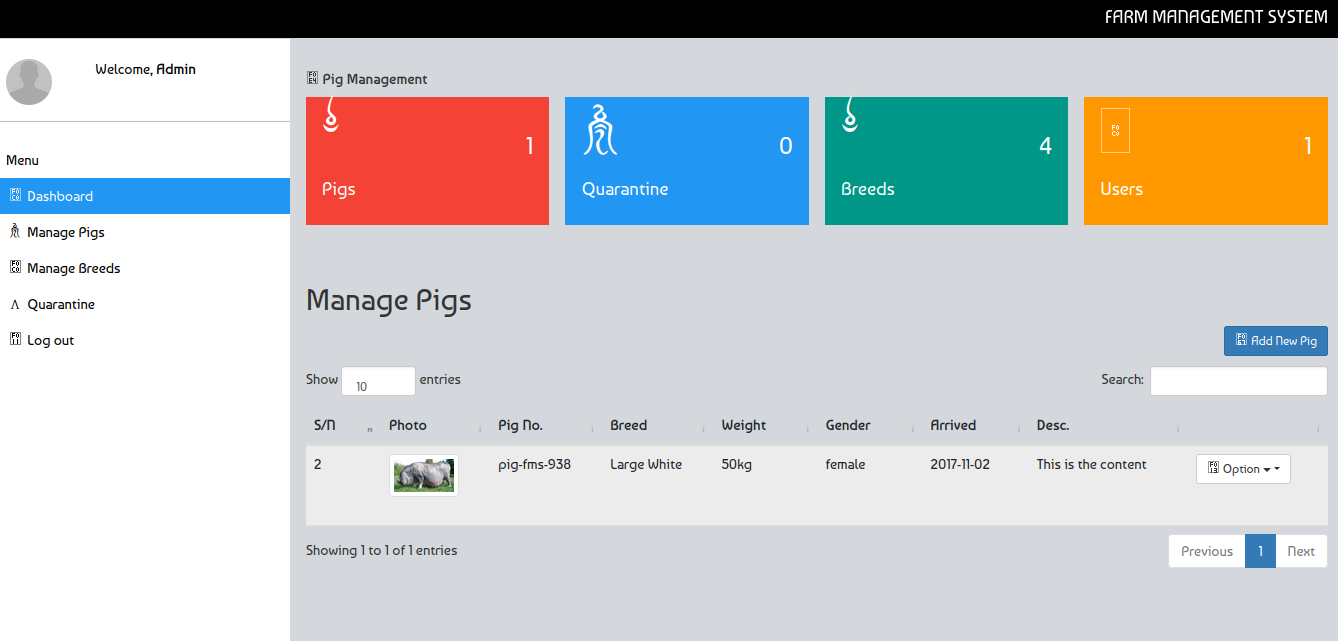 FARM MANAGEMENT SYSTEM
Welcome, Admin
Menu
Dashboard
Manage Pigs
Manage Breeds
Quarantine
Log out
Pig Management
1
Pigs
0
Quarantine
4
Breeds
1
Users
Manage Pigs
Add New Pig
Show 10 entries
Search:
S/N Photo Pig No. Breed Weight Gender Arrived Desc.
2 pig-fms-938 Large White 50kg female 2017-11-02 This is the content Option
Showing 1 to 1 of 1 entries
Previous 1 Next